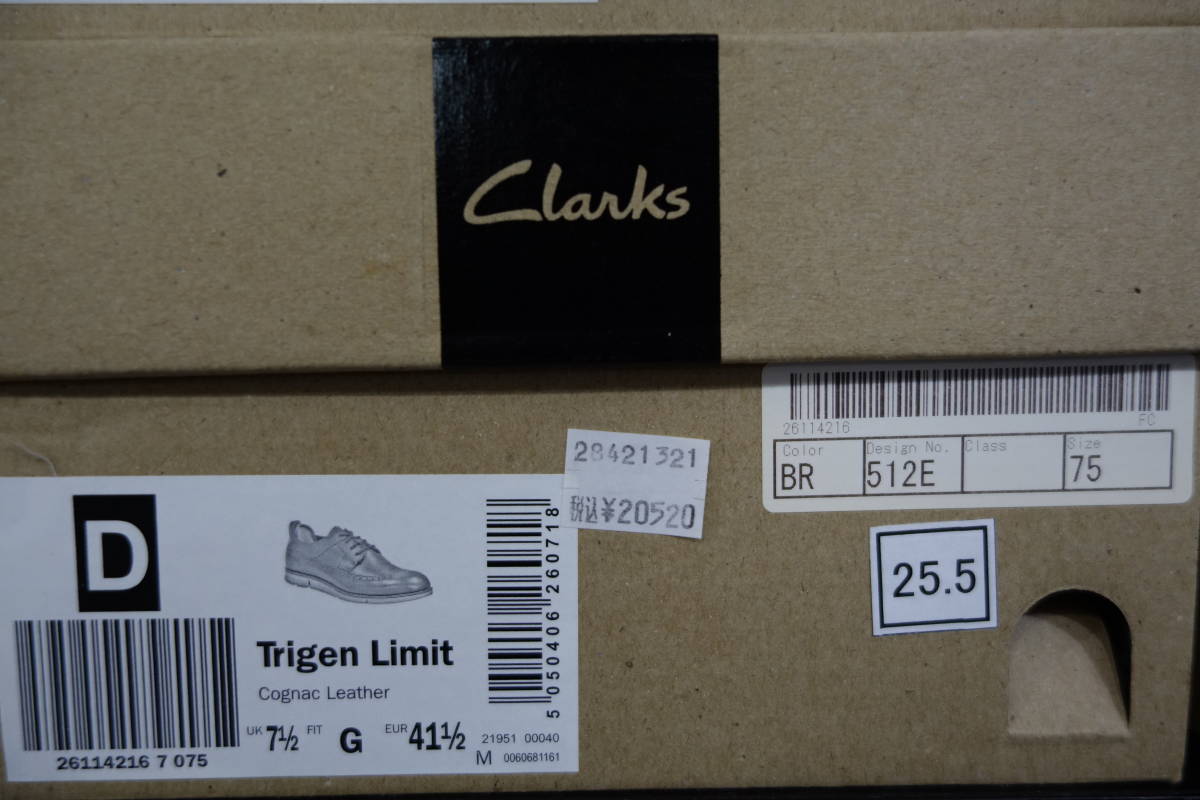 Clarks
26114216
FC
Color
BR
Design No.
512E
Class
Size
75
28421321
税込¥20520
25.5
D
26114216 7 075
Trigen Limit
Cognac Leather
UK 7½ FIT G EUR 41½
5 050406 260718
21951 00040
M 0060681161